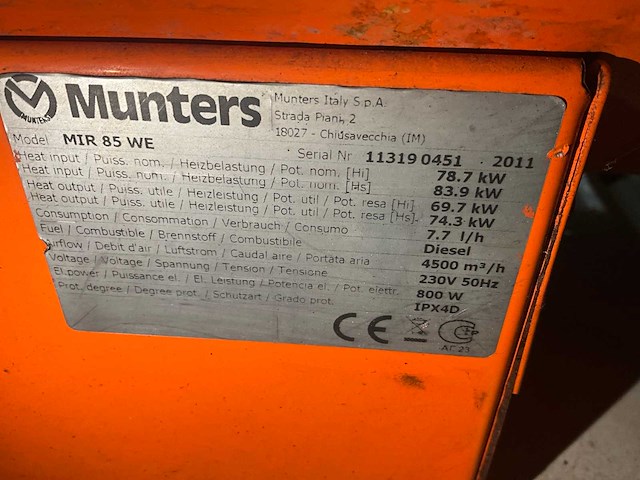 Munters
MUNTERS
Munters Italy S.p.A.
Strada Piani, 2
18027 - Chiusavecchia (IM)
Model MIR 85 WE Serial Nr 11319 0451 . 2011
Heat input / Puiss. nom. / Heizbelastung / Pot. nom. [Hi] 78.7 kW
Heat input / Puiss. nom. / Heizbelastung / Pot. nom. [Hs] 83.9 kW
Heat output / Puiss. utile / Heizleistung / Pot. util / Pot. resa [Hi] 69.7 kW
Heat output / Puiss. utile / Heizleistung / Pot. util / Pot. resa [Hs] 74.3 kW
Consumption / Consommation / Verbrauch / Consumo 7.7 l/h
Fuel / Combustible / Brennstoff / Combustibile Diesel
Airflow / Debit d'air / Luftstrom / Caudal aire / Portata aria 4500 m³/h
Voltage / Voltage / Spannung / Tension / Tensione 230V 50Hz
El.power / Puissance el. / El. Leistung / Potencia el. / Pot. elettr. 800 W
Prot. degree / Degree prot. / Schutzart / Grado prot. IPX4D
CE
АГ 23